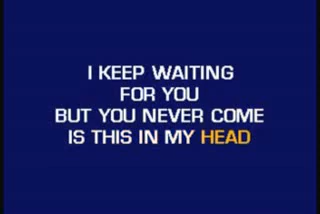 I KEEP WAITING
FOR YOU
BUT YOU NEVER COME
IS THIS IN MY HEAD